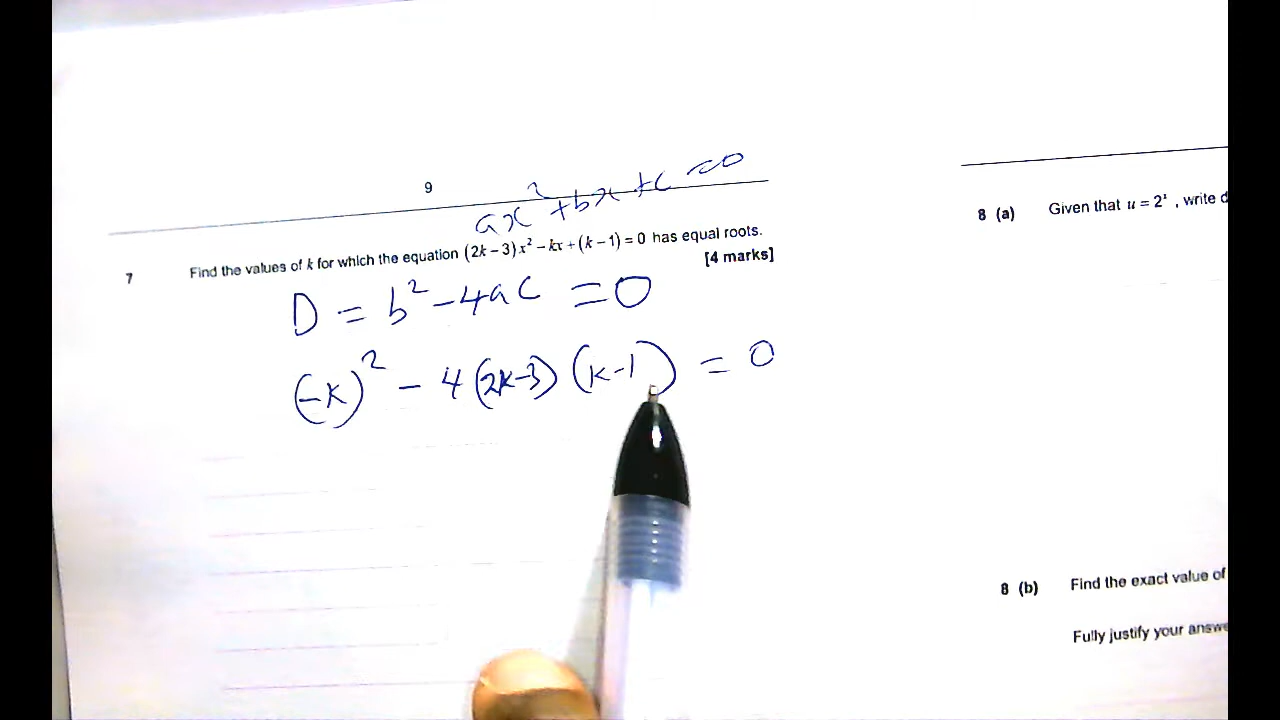 9
ax² + bx + c = 0
7 Find the values of k for which the equation (2k – 3)x² – kx + (k – 1) = 0 has equal roots.
[4 marks]
D = b² – 4ac = 0
(–k)² – 4(2k–3)(k–1) = 0
8 (a) Given that u = 2ˣ , write
8 (b) Find the exact value of
Fully justify your